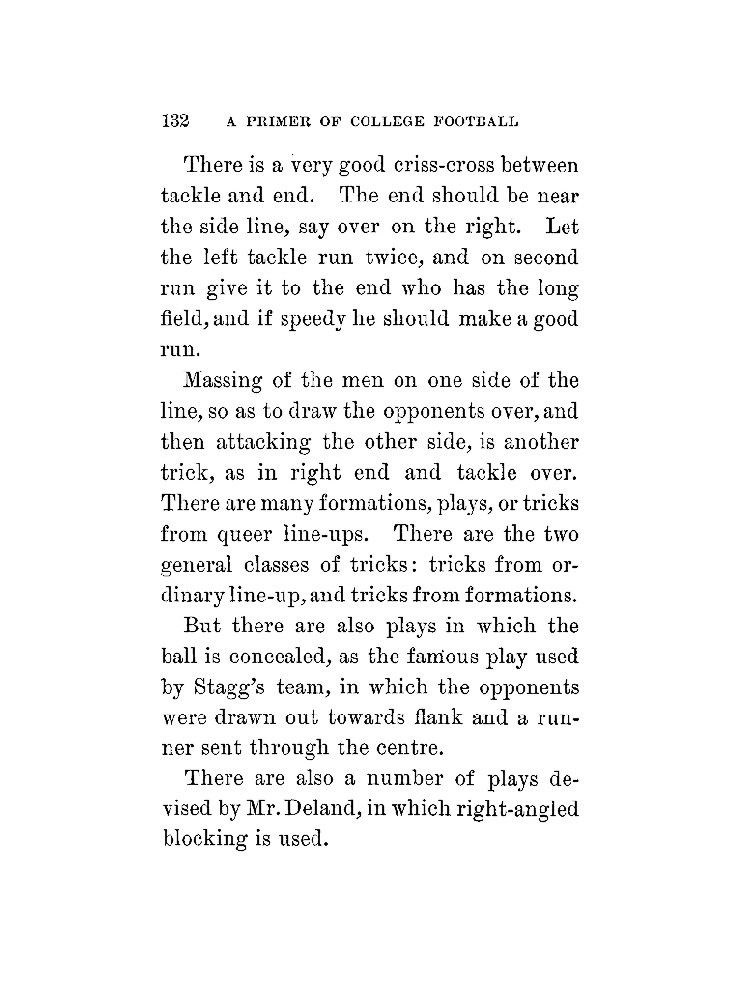 132 A PRIMER OF COLLEGE FOOTBALL
There is a very good criss-cross between
tackle and end. The end should be near
the side line, say over on the right. Let
the left tackle run twice, and on second
run give it to the end who has the long
field, and if speedy he should make a good
run.
Massing of the men on one side of the
line, so as to draw the opponents over, and
then attacking the other side, is another
trick, as in right end and tackle over.
There are many formations, plays, or tricks
from queer line-ups. There are the two
general classes of tricks: tricks from or-
dinary line-up, and tricks from formations.
But there are also plays in which the
ball is concealed, as the famous play used
by Stagg's team, in which the opponents
were drawn out towards flank and a run-
ner sent through the centre.
There are also a number of plays de-
vised by Mr. Deland, in which right-angled
blocking is used.